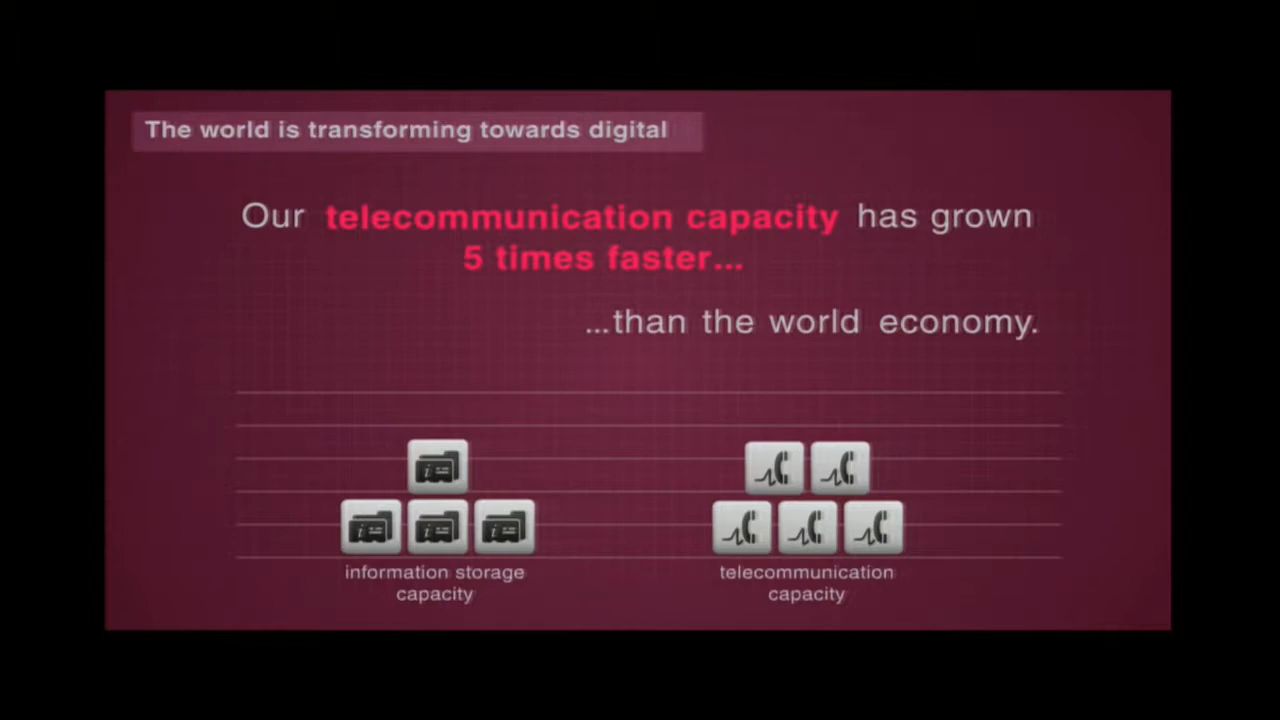 The world is transforming towards digital
Our telecommunication capacity has grown
5 times faster...
...than the world economy.
information storage
capacity
telecommunication
capacity